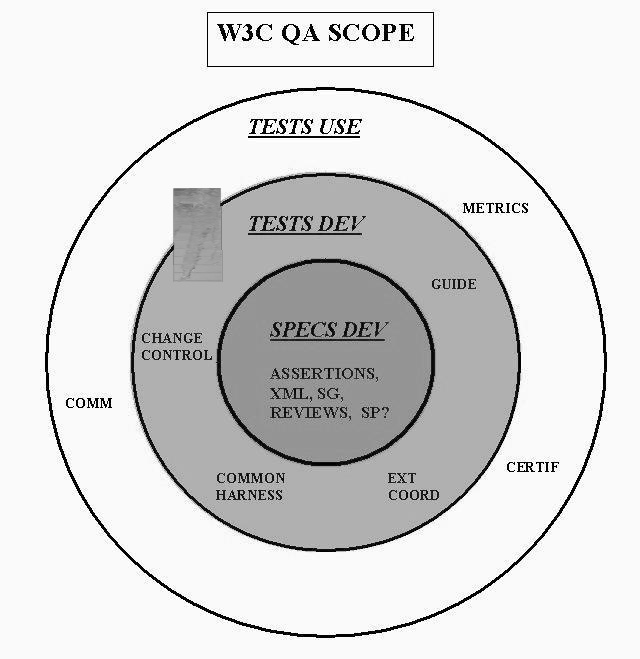 W3C QA SCOPE
TESTS USE
METRICS
TESTS DEV
GUIDE
SPECS DEV
CHANGE
CONTROL
ASSERTIONS,
XML, SG,
REVIEWS, SP?
COMM
CERTIF
COMMON
HARNESS
EXT
COORD